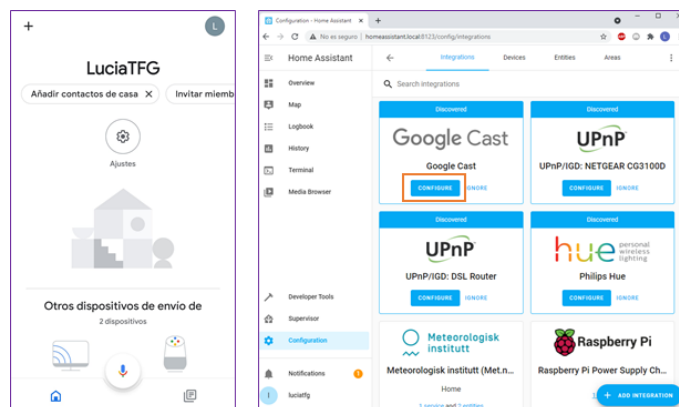 L
LuciaTFG
Añadir contactos de casa
Invitar miemb
Ajustes
Otros dispositivos de envío de
2 dispositivos
Configuration - Home Assistant
No es seguro | homeassistant.local:8123/config/integrations
L
Home Assistant
Overview
Map
Logbook
History
Terminal
Media Browser
Developer Tools
Supervisor
Configuration
Notifications
1
l
luciatfg
Integrations
Devices
Entities
Areas
Search integrations
Discovered
Google Cast
Google Cast
CONFIGURE
IGNORE
Discovered
UPnP
UPnP/IGD: NETGEAR CG3100D
CONFIGURE
IGNORE
Discovered
UPnP
UPnP/IGD: DSL Router
CONFIGURE
IGNORE
Discovered
hue personal wireless lighting
Philips Hue
CONFIGURE
IGNORE
Meteorologisk
institutt
Meteorologisk institutt (Met.n...
Home
1 service and 2 entities
Raspberry Pi
Raspberry Pi Power Supply Ch...
ADD INTEGRATION